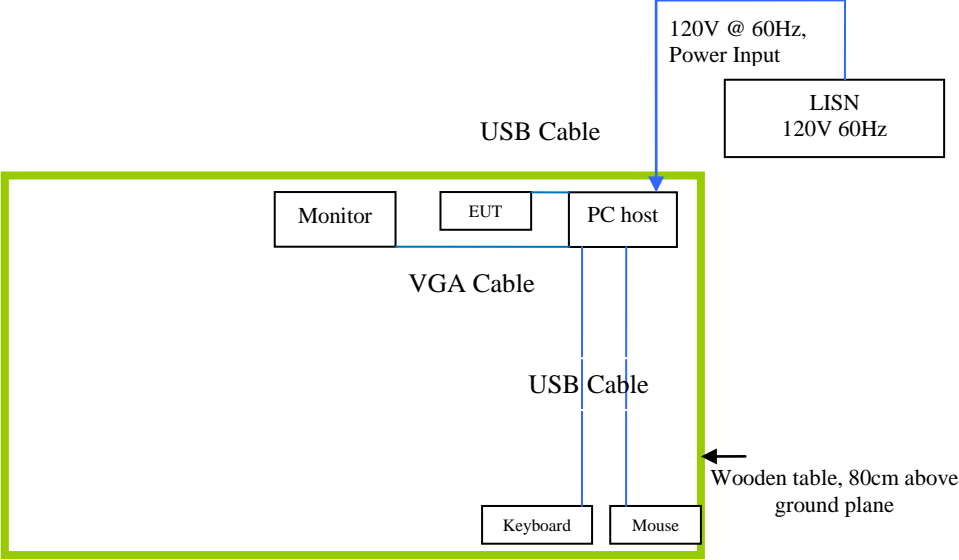 120V @ 60Hz,
Power Input
LISN
120V 60Hz
USB Cable
Monitor
EUT
PC host
VGA Cable
USB Cable
Wooden table, 80cm above
ground plane
Keyboard
Mouse